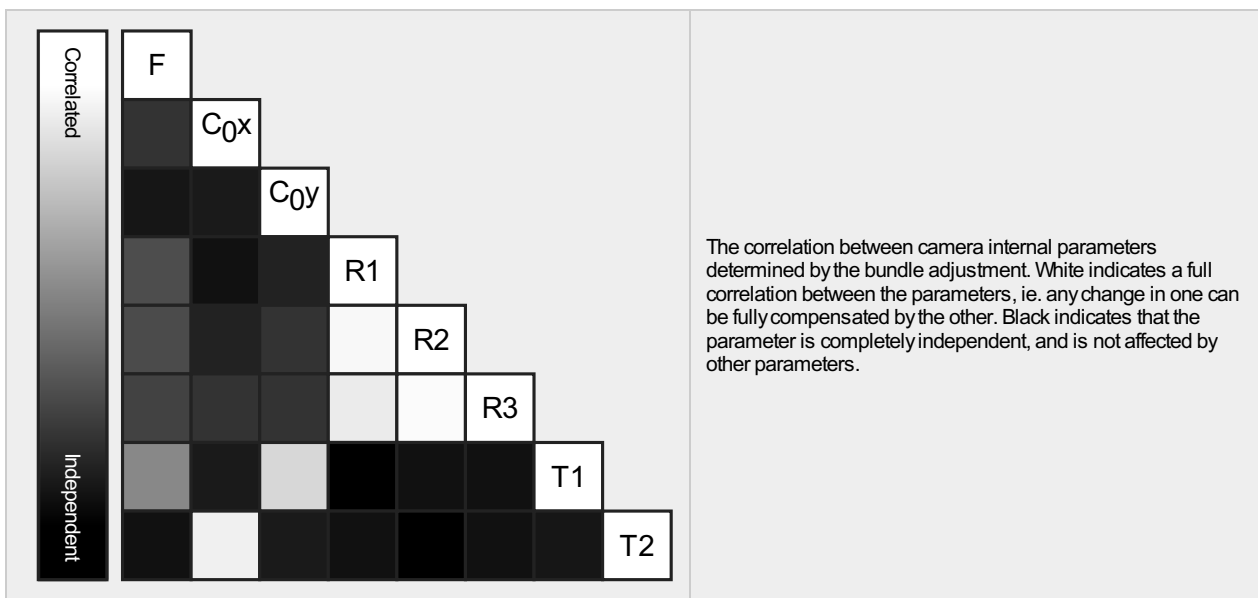 Correlated
Independent
F
C0x
C0y
R1
R2
R3
T1
T2
The correlation between camera internal parameters
determined by the bundle adjustment. White indicates a full
correlation between the parameters, ie. any change in one can
be fully compensated by the other. Black indicates that the
parameter is completely independent, and is not affected by
other parameters.